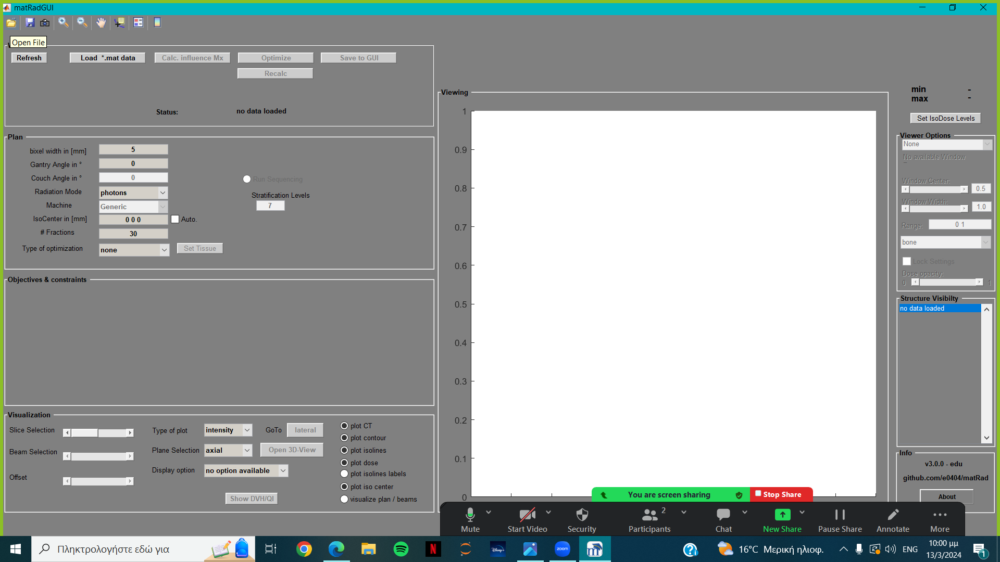 matRadGUI
Open File
Refresh
Load *.mat data
Calc. influence Mx
Optimize
Save to GUI
Recalc
Status:
no data loaded
Plan
bixel width in [mm]
5
Gantry Angle in °
0
Couch Angle in °
0
Radiation Mode
photons
Machine
Generic
IsoCenter in [mm]
0 0 0
Auto.
# Fractions
30
Type of optimization
none
Set Tissue
Run Sequencing
Stratification Levels
7
Objectives & constraints
Visualization
Slice Selection
Beam Selection
Offset
Type of plot
intensity
GoTo
lateral
Plane Selection
axial
Open 3D-View
Display option
no option available
Show DVH/QI
plot CT
plot contour
plot isolines
plot dose
plot isolines labels
plot iso center
visualize plan / beams
Viewing
1
0.9
0.8
0.7
0.6
0.5
0.4
0.3
0.2
0.1
0
min -
max -
Set IsoDose Levels
Viewer Options
None
No available Window
Window Center:
0.5
Window Width:
1.0
Range:
0 1
bone
Lock Settings
Dose opacity:
0 1
Structure Visibilty
no data loaded
Info
v3.0.0 - edu
github.com/e0404/matRad
About
You are screen sharing
Stop Share
Mute
Start Video
Security
Participants
2
Chat
New Share
Pause Share
Annotate
More
Πληκτρολογήστε εδώ για
N
Disney+
zoom
16°C Μερική ηλιοφ.
ENG
10:00 μμ
13/3/2024
1